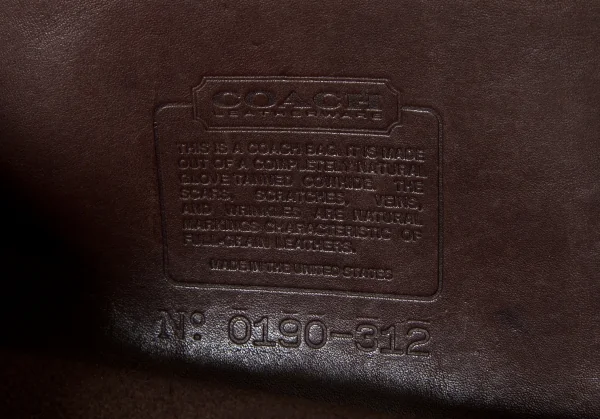 COACH
LEATHERWARE
THIS IS A COACH BAG. IT IS MADE
OUT OF A COMPLETELY NATURAL
GLOVE TANNED COWHIDE. THE
SCARS, SCRATCHES, VEINS,
AND WRINKLES ARE NATURAL
MARKINGS CHARACTERISTIC OF
FULL-GRAIN LEATHERS.
MADE IN THE UNITED STATES
No: 0190-312